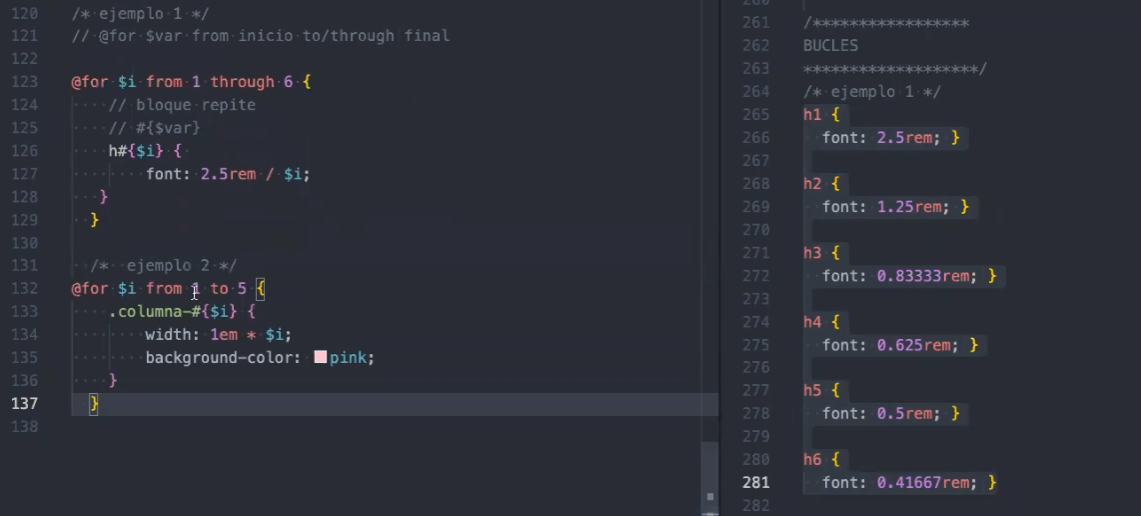 120 /* ejemplo 1 */
121 // @for $var from inicio to/through final
122
123 @for $i from 1 through 6 {
124 // bloque repite
125 // #{$var}
126 h#{$i} {
127 font: 2.5rem / $i;
128 }
129 }
130
131 /* ejemplo 2 */
132 @for $i from 1 to 5 {
133 .columna-#{$i} {
134 width: 1em * $i;
135 background-color: pink;
136 }
137 }
138
260
261 /*****************
262 BUCLES
263 *******************/
264 /* ejemplo 1 */
265 h1 {
266 font: 2.5rem; }
267
268 h2 {
269 font: 1.25rem; }
270
271 h3 {
272 font: 0.83333rem; }
273
274 h4 {
275 font: 0.625rem; }
276
277 h5 {
278 font: 0.5rem; }
279
280 h6 {
281 font: 0.41667rem; }
282